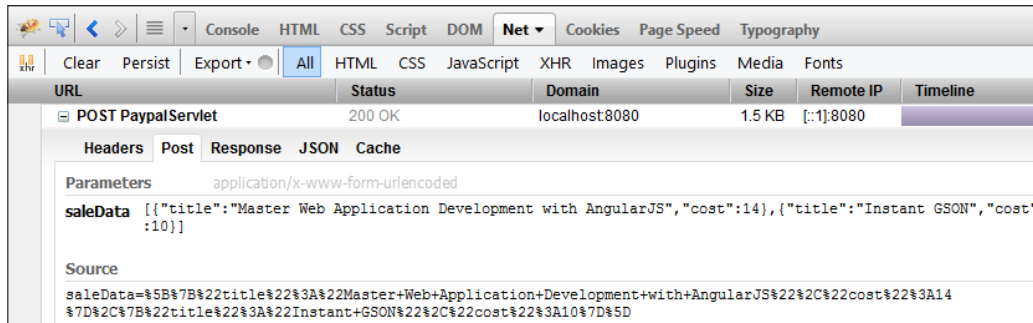 Console HTML CSS Script DOM Net Cookies Page Speed Typography
xhr Clear Persist Export All HTML CSS JavaScript XHR Images Plugins Media Fonts
URL Status Domain Size Remote IP Timeline
POST PaypalServlet 200 OK localhost:8080 1.5 KB [::1]:8080
Headers Post Response JSON Cache
Parameters application/x-www-form-urlencoded
saleData [{"title":"Master Web Application Development with AngularJS","cost":14},{"title":"Instant GSON","cost"
:10}]
Source
saleData=%5B%7B%22title%22%3A%22Master+Web+Application+Development+with+AngularJS%22%2C%22cost%22%3A14
%7D%2C%7B%22title%22%3A%22Instant+GSON%22%2C%22cost%22%3A10%7D%5D